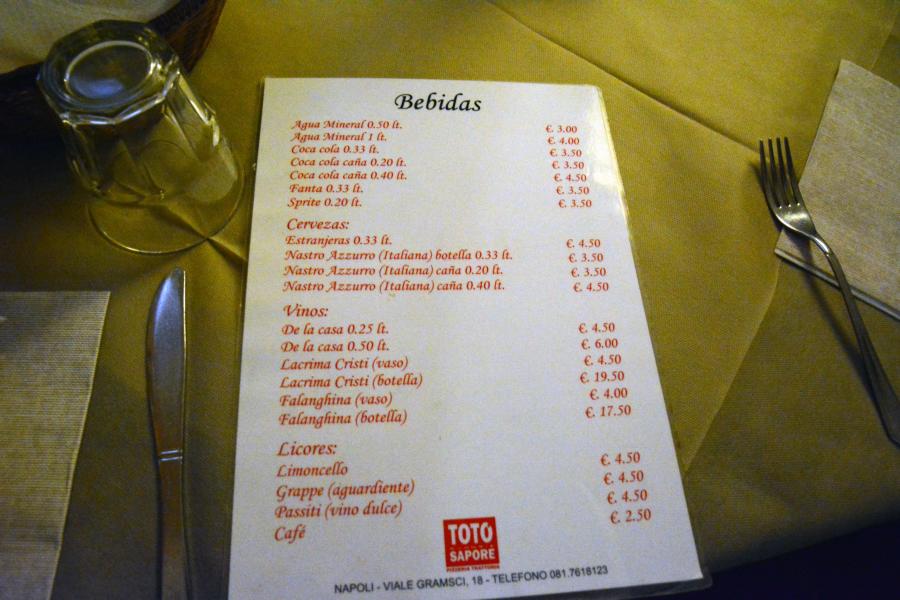 Bebidas
Agua Mineral 0.50 lt. €. 3.00
Agua Mineral 1 lt. €. 4.00
Coca cola 0.33 lt. €. 3.50
Coca cola caña 0.20 lt. €. 3.50
Coca cola caña 0.40 lt. €. 4.50
Fanta 0.33 lt. €. 3.50
Sprite 0.20 lt. €. 3.50
Cervezas:
Estranjeras 0.33 lt. €. 4.50
Nastro Azzurro (Italiana) botella 0.33 lt. €. 3.50
Nastro Azzurro (Italiana) caña 0.20 lt. €. 3.50
Nastro Azzurro (Italiana) caña 0.40 lt. €. 4.50
Vinos:
De la casa 0.25 lt. €. 4.50
De la casa 0.50 lt. €. 6.00
Lacrima Cristi (vaso) €. 4.50
Lacrima Cristi (botella) €. 19.50
Falanghina (vaso) €. 4.00
Falanghina (botella) €. 17.50
Licores:
Limoncello €. 4.50
Grappe (aguardiente) €. 4.50
Passiti (vino dulce) €. 4.50
Café €. 2.50
TOTÒ
SAPORE
PIZZERIA TRATTORIA
NAPOLI - VIALE GRAMSCI, 18 - TELEFONO 081.7618123